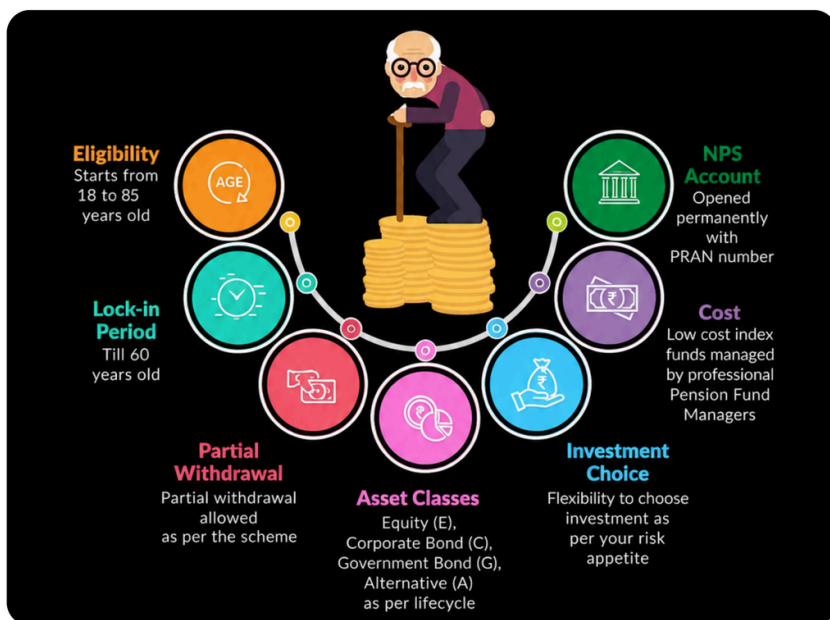 Eligibility
Starts from
18 to 85
years old
AGE
Lock-in
Period
Till 60
years old
Partial
Withdrawal
Partial withdrawal
allowed
as per the scheme
Asset Classes
Equity (E),
Corporate Bond (C),
Government Bond (G),
Alternative (A)
as per lifecycle
₹
Investment
Choice
Flexibility to choose
investment as
per your risk
appetite
₹
Cost
Low cost index
funds managed
by professional
Pension Fund
Managers
₹
NPS
Account
Opened
permanently
with
PRAN number